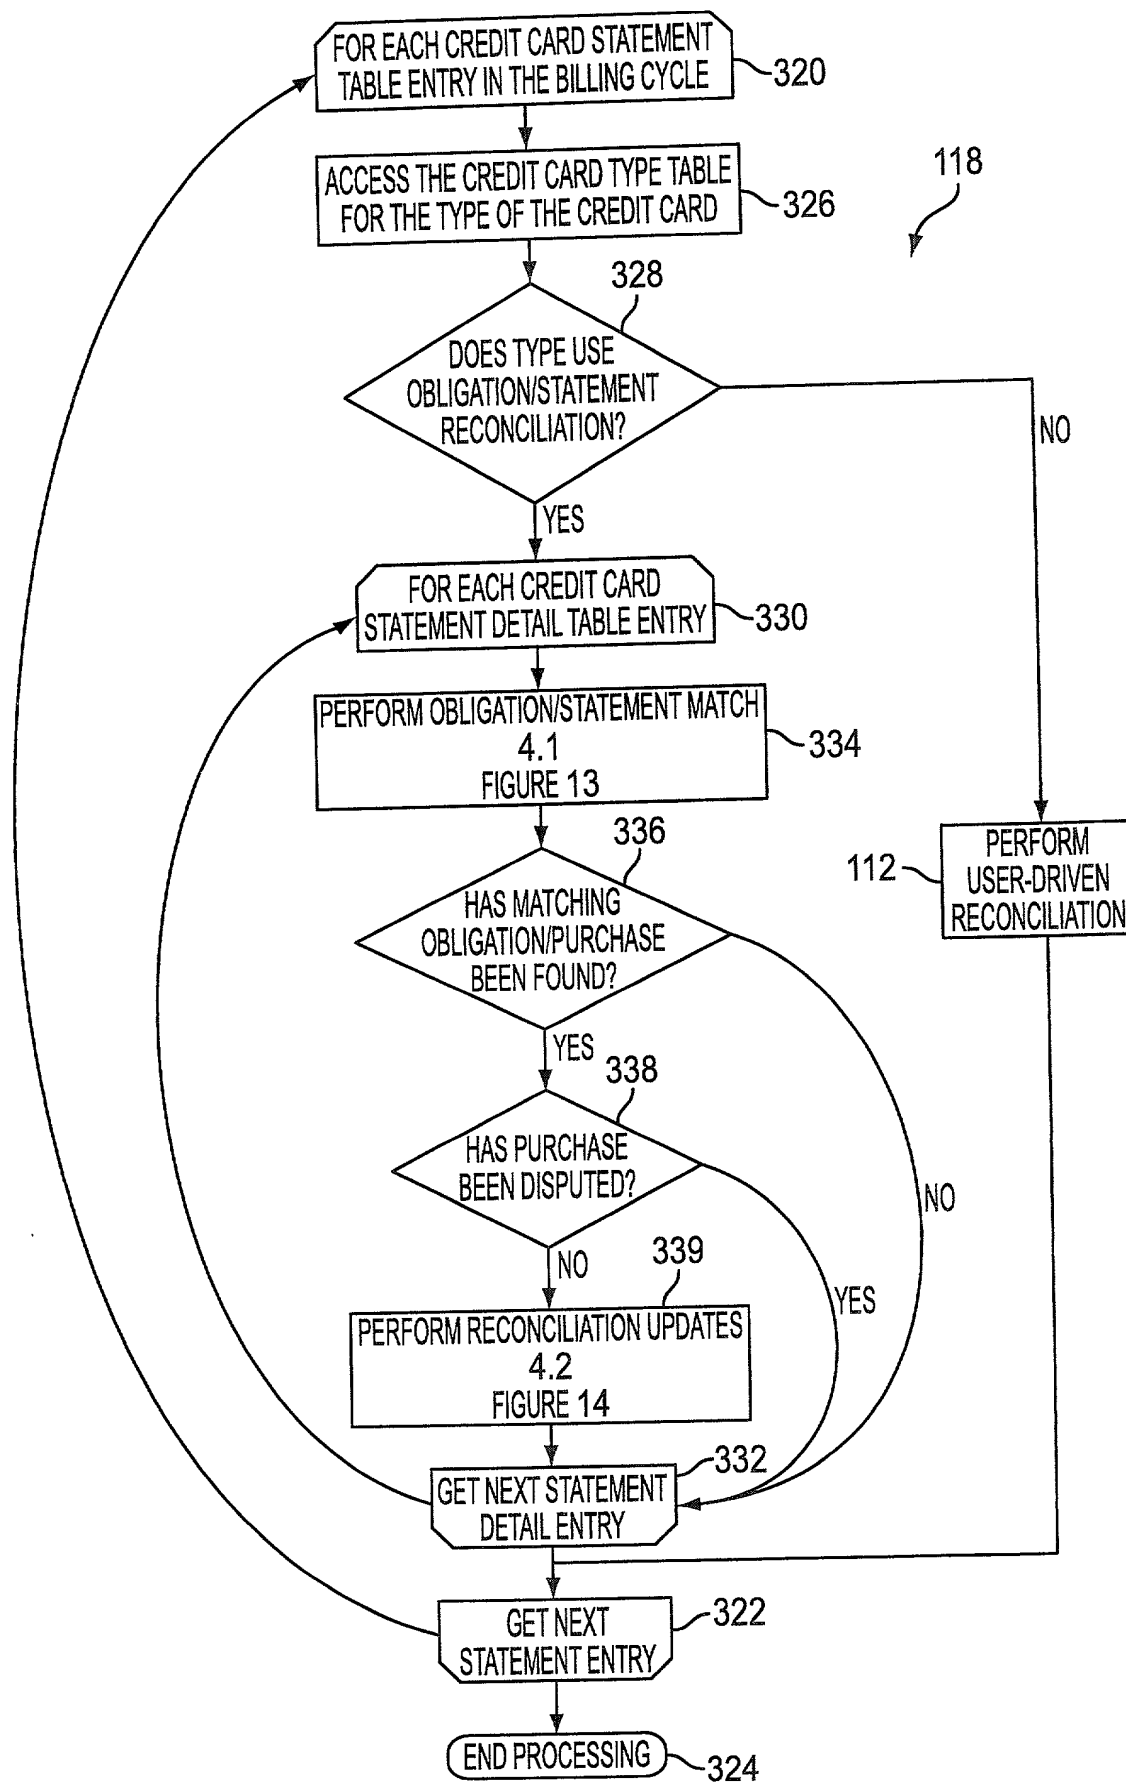 FOR EACH CREDIT CARD STATEMENT
TABLE ENTRY IN THE BILLING CYCLE
320
ACCESS THE CREDIT CARD TYPE TABLE
FOR THE TYPE OF THE CREDIT CARD
326
118
328
DOES TYPE USE
OBLIGATION/STATEMENT
RECONCILIATION?
NO
YES
FOR EACH CREDIT CARD
STATEMENT DETAIL TABLE ENTRY
330
PERFORM OBLIGATION/STATEMENT MATCH
4.1
FIGURE 13
334
336
HAS MATCHING
OBLIGATION/PURCHASE
BEEN FOUND?
112
PERFORM
USER-DRIVEN
RECONCILIATION
YES
338
HAS PURCHASE
BEEN DISPUTED?
NO
NO
339
YES
PERFORM RECONCILIATION UPDATES
4.2
FIGURE 14
332
GET NEXT STATEMENT
DETAIL ENTRY
GET NEXT
STATEMENT ENTRY
322
END PROCESSING
324